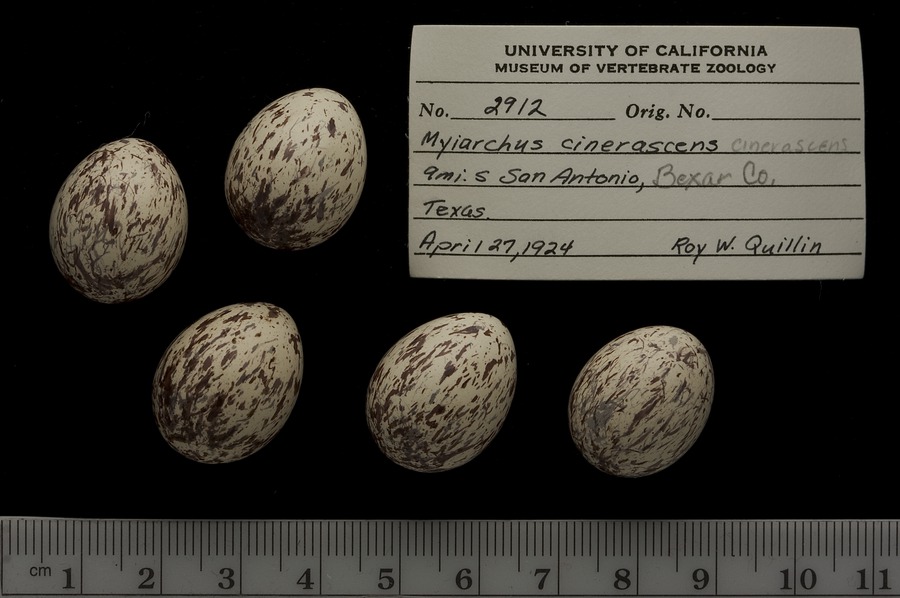 UNIVERSITY OF CALIFORNIA
MUSEUM OF VERTEBRATE ZOOLOGY
No. 2912 Orig. No.
Myiarchus cinerascens cinerascens
9mi. S San Antonio, Bexar Co.
Texas.
April 27, 1924 Roy W. Quillin
cm 1 2 3 4 5 6 7 8 9 10 11